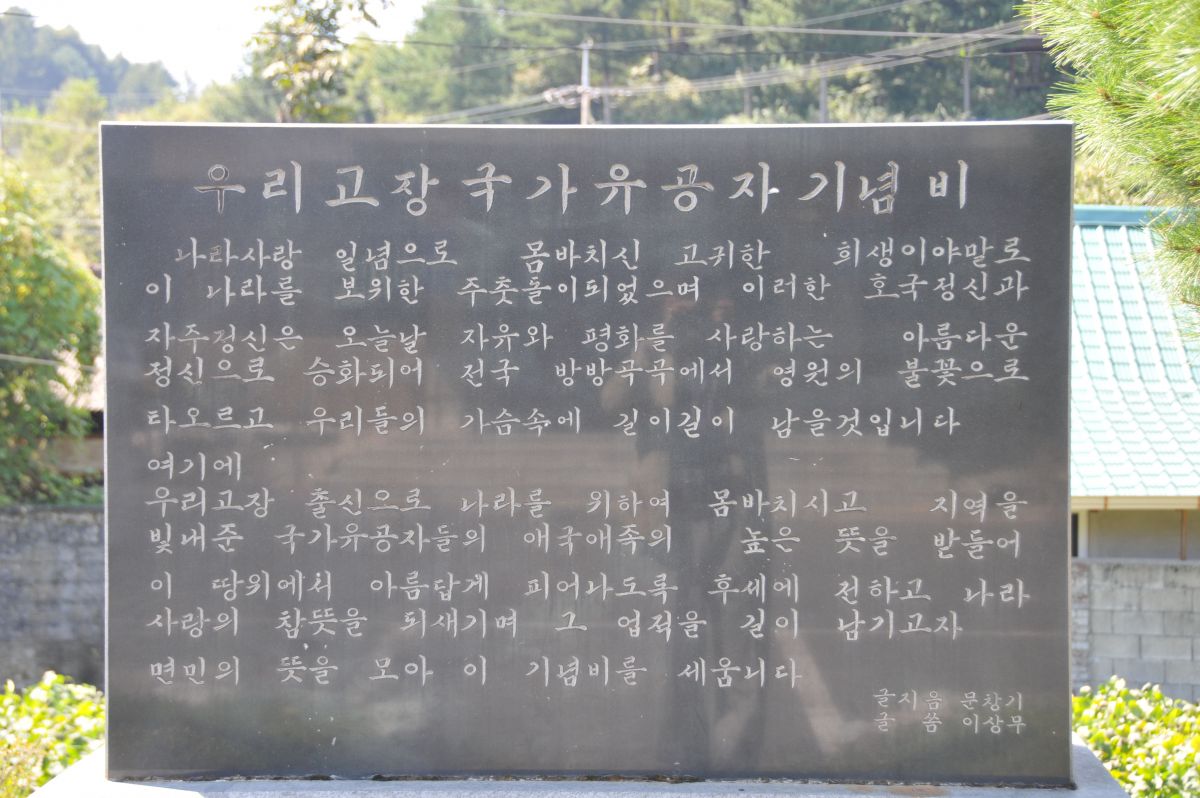 우리고장국가유공자기념비
나라사랑 일념으로 몸바치신 고귀한 희생이야말로
이 나라를 보위한 주춧돌이되었으며 이러한 호국정신과
자주정신은 오늘날 자유와 평화를 사랑하는 아름다운
정신으로 승화되어 전국 방방곡곡에서 영원의 불꽃으로
타오르고 우리들의 가슴속에 길이길이 남을것입니다
여기에
우리고장 출신으로 나라를 위하여 몸바치시고 지역을
빛내준 국가유공자들의 애국애족의 높은 뜻을 받들어
이 땅위에서 아름답게 피어나도록 후세에 전하고 나라
사랑의 참뜻을 되새기며 그 업적을 길이 남기고자
면민의 뜻을 모아 이 기념비를 세움니다
글지음 문창기
글 씀 이상무